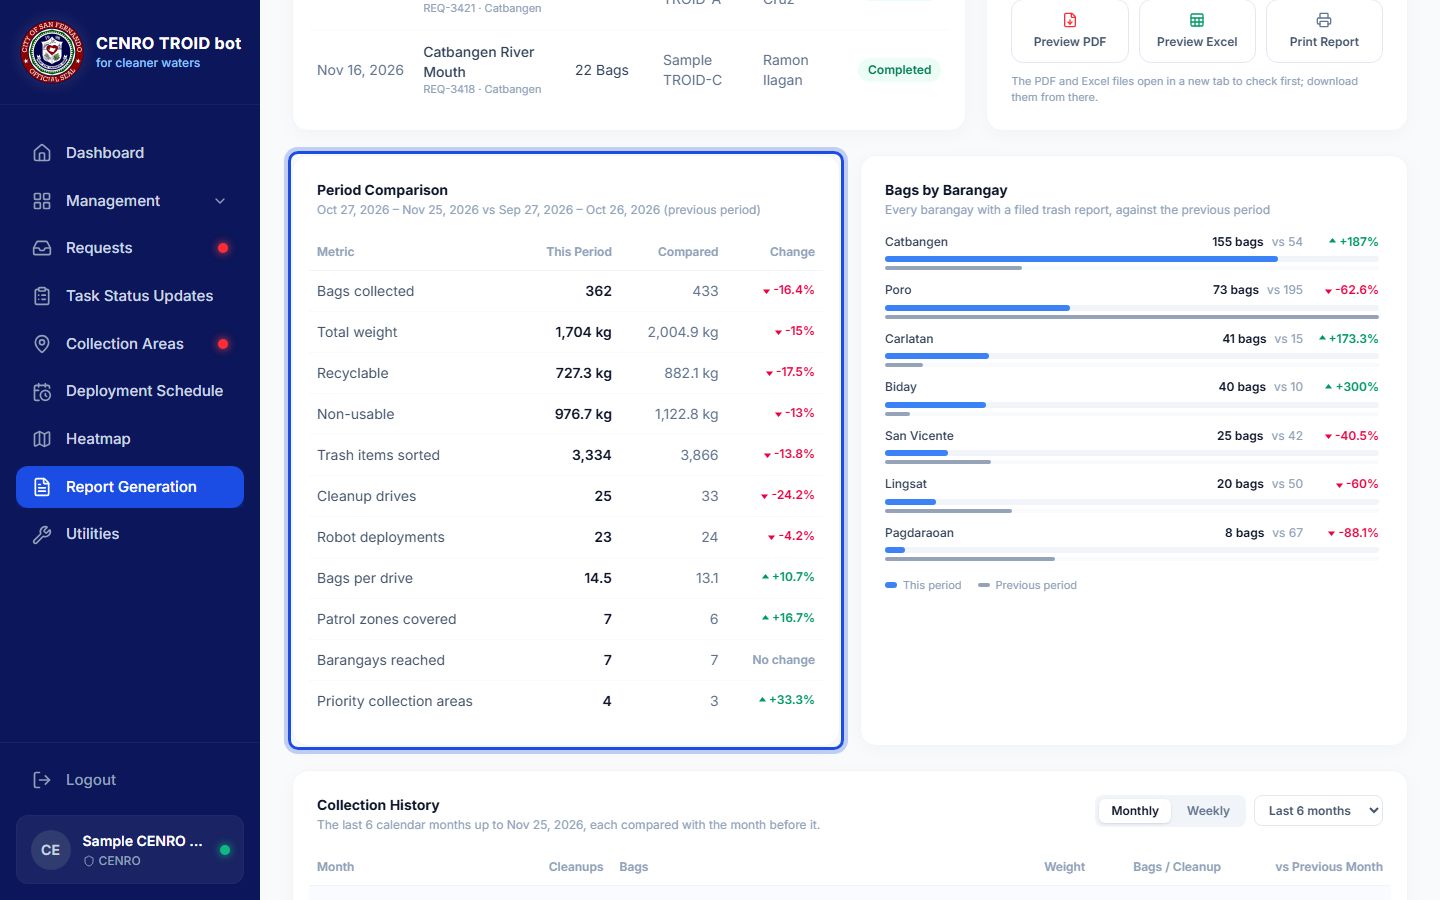 CITY OF SAN FERNANDO
OFFICIAL SEAL
CENRO TROID bot
for cleaner waters
Dashboard
Management
Requests
Task Status Updates
Collection Areas
Deployment Schedule
Heatmap
Report Generation
Utilities
Logout
CE
Sample CENRO ...
CENRO
REQ-3421 · Catbangen
TROID-A
Cruz
Nov 16, 2026
Catbangen River
Mouth
REQ-3418 · Catbangen
22 Bags
Sample
TROID-C
Ramon
Ilagan
Completed
Preview PDF
Preview Excel
Print Report
The PDF and Excel files open in a new tab to check first; download
them from there.
Period Comparison
Oct 27, 2026 – Nov 25, 2026 vs Sep 27, 2026 – Oct 26, 2026 (previous period)
Metric This Period Compared Change
Bags collected 362 433 -16.4%
Total weight 1,704 kg 2,004.9 kg -15%
Recyclable 727.3 kg 882.1 kg -17.5%
Non-usable 976.7 kg 1,122.8 kg -13%
Trash items sorted 3,334 3,866 -13.8%
Cleanup drives 25 33 -24.2%
Robot deployments 23 24 -4.2%
Bags per drive 14.5 13.1 +10.7%
Patrol zones covered 7 6 +16.7%
Barangays reached 7 7 No change
Priority collection areas 4 3 +33.3%
Bags by Barangay
Every barangay with a filed trash report, against the previous period
Catbangen 155 bags vs 54 +187%
Poro 73 bags vs 195 -62.6%
Carlatan 41 bags vs 15 +173.3%
Biday 40 bags vs 10 +300%
San Vicente 25 bags vs 42 -40.5%
Lingsat 20 bags vs 50 -60%
Pagdaraoan 8 bags vs 67 -88.1%
This period Previous period
Collection History
The last 6 calendar months up to Nov 25, 2026, each compared with the month before it.
Monthly Weekly
Last 6 months
Month Cleanups Bags Weight Bags / Cleanup vs Previous Month